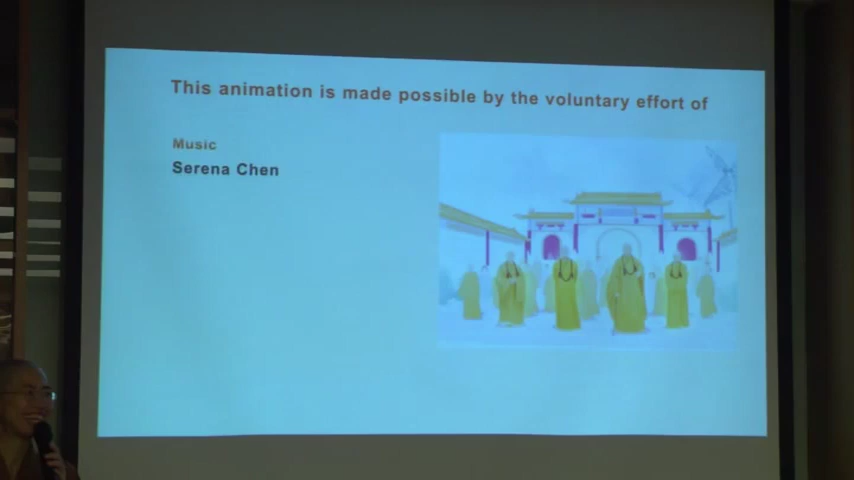 This animation is made possible by the voluntary effort of
Music
Serena Chen